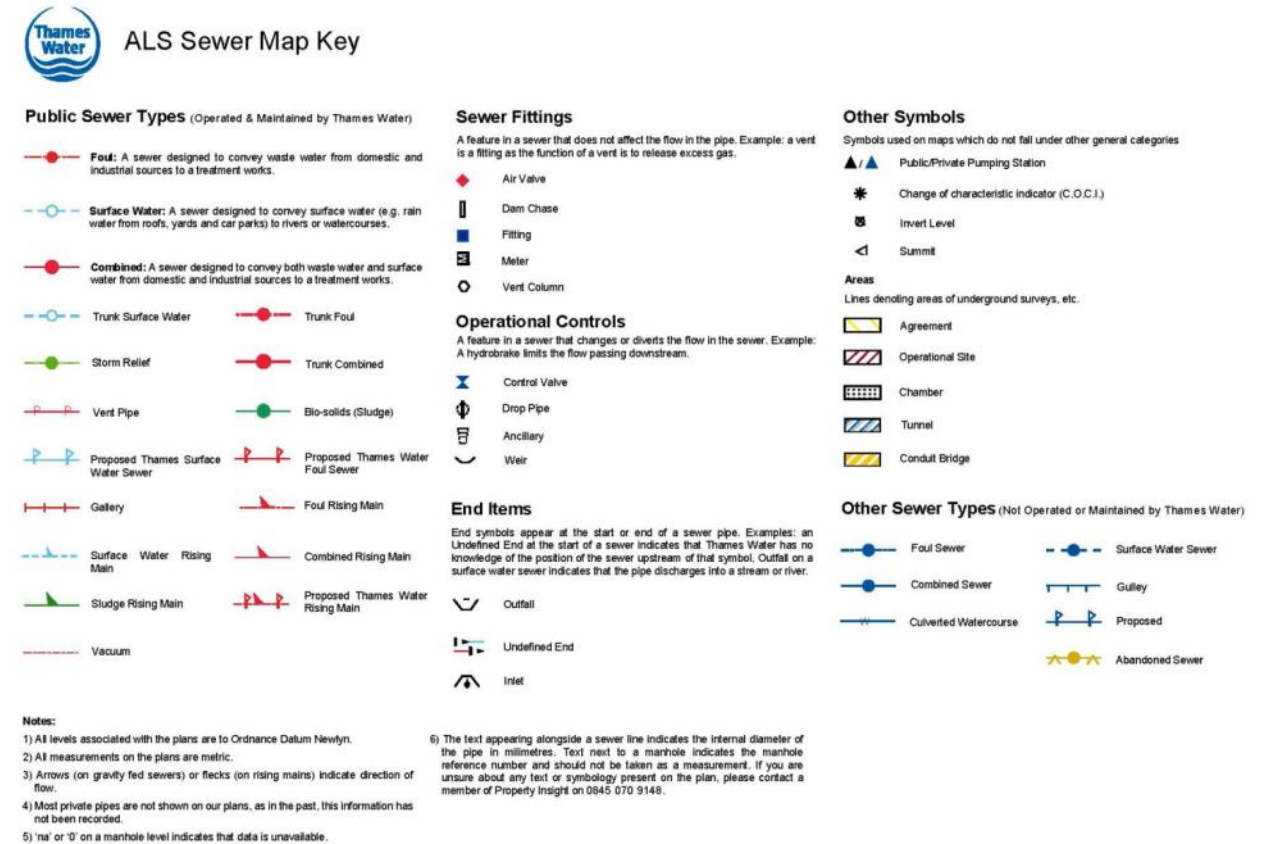 Thames
Water
ALS Sewer Map Key
Public Sewer Types (Operated & Maintained by Thames Water)
Foul: A sewer designed to convey waste water from domestic and
industrial sources to a treatment works.
Surface Water: A sewer designed to convey surface water (e.g. rain
water from roofs, yards and car parks) to rivers or watercourses.
Combined: A sewer designed to convey both waste water and surface
water from domestic and industrial sources to a treatment works.
Trunk Surface Water
Trunk Foul
Storm Relief
Trunk Combined
Vent Pipe
Bio-solids (Sludge)
Proposed Thames Surface
Water Sewer
Proposed Thames Water
Foul Sewer
Gallery
Foul Rising Main
Surface Water Rising
Main
Combined Rising Main
Sludge Rising Main
Proposed Thames Water
Rising Main
Vacuum
Sewer Fittings
A feature in a sewer that does not affect the flow in the pipe. Example: a vent
is a fitting as the function of a vent is to release excess gas.
Air Valve
Dam Chase
Fitting
Meter
Vent Column
Operational Controls
A feature in a sewer that changes or diverts the flow in the sewer. Example:
A hydrobrake limits the flow passing downstream.
Control Valve
Drop Pipe
Ancillary
Weir
End Items
End symbols appear at the start or end of a sewer pipe. Examples: an
Undefined End at the start of a sewer indicates that Thames Water has no
knowledge of the position of the sewer upstream of that symbol, Outfall on a
surface water sewer indicates that the pipe discharges into a stream or river.
Outfall
Undefined End
Inlet
Other Symbols
Symbols used on maps which do not fall under other general categories
Public/Private Pumping Station
Change of characteristic indicator (C.O.C.I.)
Invert Level
Summit
Areas
Lines denoting areas of underground surveys, etc.
Agreement
Operational Site
Chamber
Tunnel
Conduit Bridge
Other Sewer Types (Not Operated or Maintained by Thames Water)
Foul Sewer
Surface Water Sewer
Combined Sewer
Gulley
Culverted Watercourse
Proposed
Abandoned Sewer
Notes:
1) All levels associated with the plans are to Ordnance Datum Newlyn.
2) All measurements on the plans are metric.
3) Arrows (on gravity fed sewers) or flecks (on rising mains) indicate direction of
flow.
4) Most private pipes are not shown on our plans, as in the past, this information has
not been recorded.
5) 'na' or '0' on a manhole level indicates that data is unavailable.
6) The text appearing alongside a sewer line indicates the internal diameter of
the pipe in milimetres. Text next to a manhole indicates the manhole
reference number and should not be taken as a measurement. If you are
unsure about any text or symbology present on the plan, please contact a
member of Property Insight on 0845 070 9148.